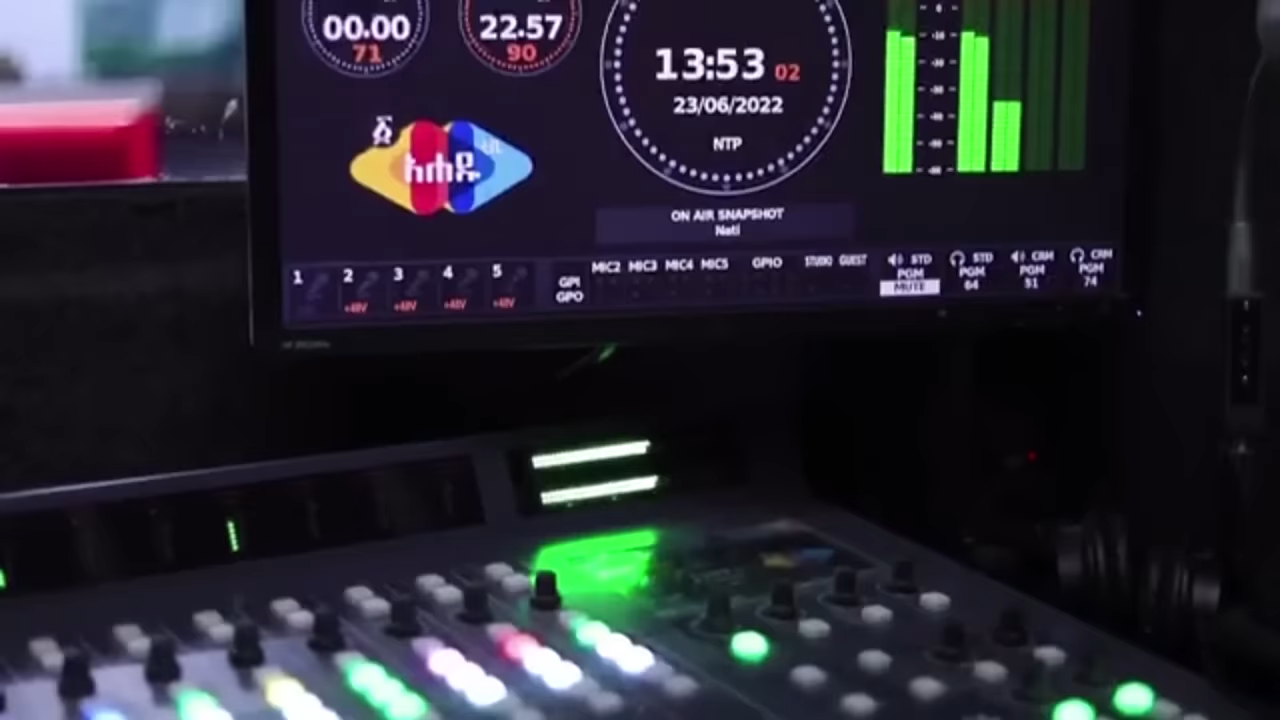 00.00
71
22.57
90
13:53 02
23/06/2022
NTP
ON AIR SNAPSHOT
Nati
አሐዱ
1 2 3 4 5
+48V +48V +48V +48V
GPI
GPO
MIC2 MIC3 MIC4 MIC5 GPIO STUDIO GUEST
STD
PGM
MUTE
STD
PGM
64
CRM
PGM
51
CRM
PGM
74